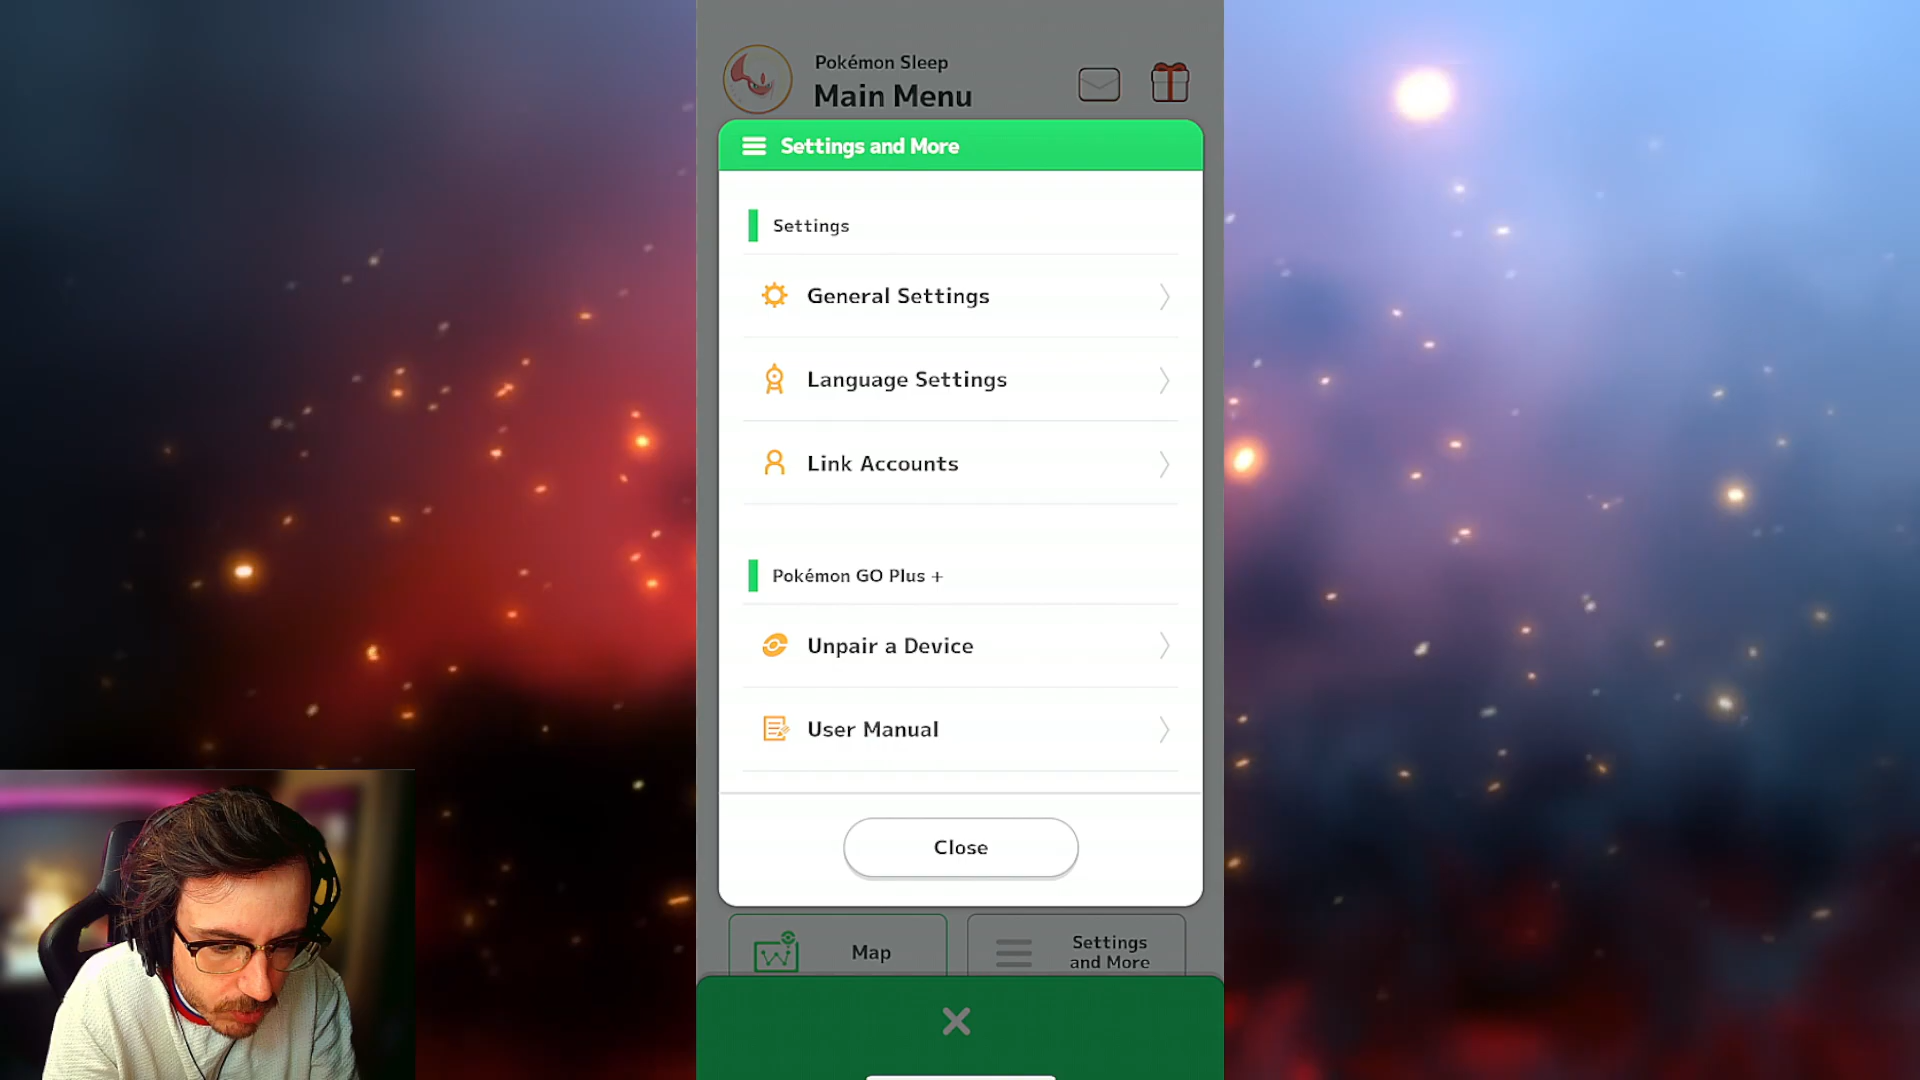 Pokémon Sleep
Main Menu
Settings and More
Settings
General Settings
Language Settings
Link Accounts
Pokémon GO Plus +
Unpair a Device
User Manual
Close
Map
Settings
and More